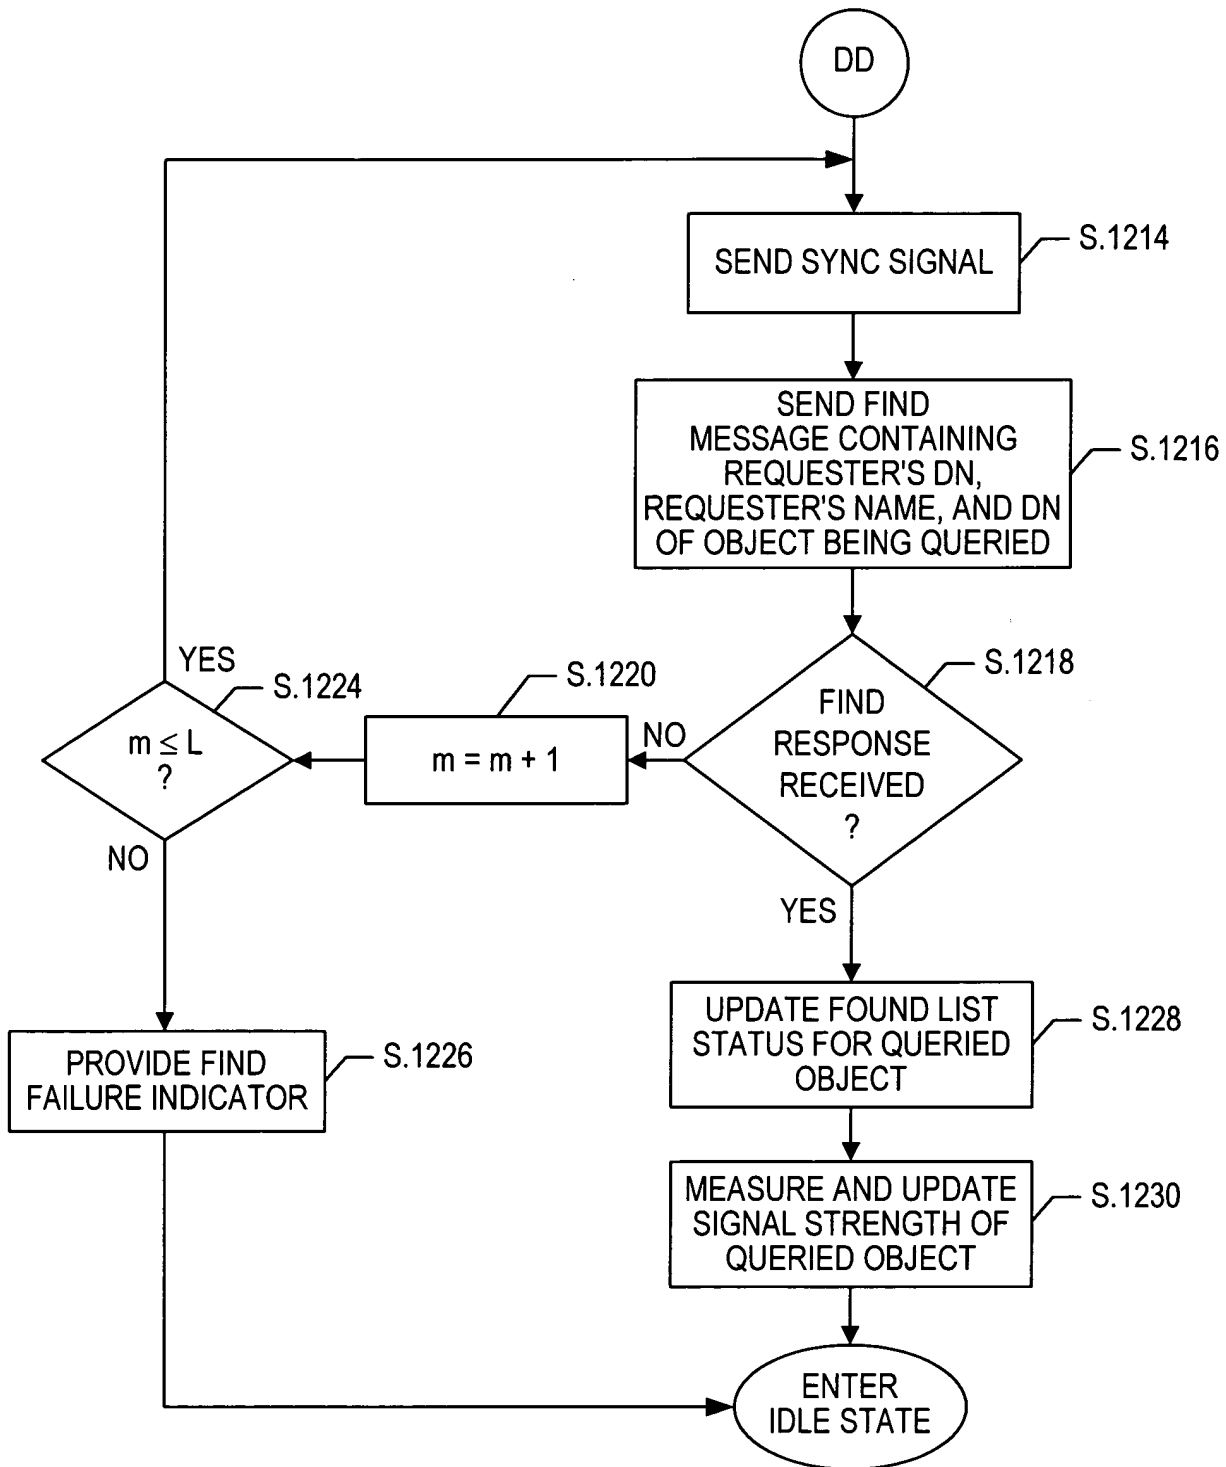 DD
SEND SYNC SIGNAL
S.1214
SEND FIND
MESSAGE CONTAINING
REQUESTER'S DN,
REQUESTER'S NAME, AND DN
OF OBJECT BEING QUERIED
S.1216
FIND
RESPONSE
RECEIVED
?
S.1218
NO
YES
m = m + 1
S.1220
m ≤ L
?
S.1224
YES
NO
PROVIDE FIND
FAILURE INDICATOR
S.1226
UPDATE FOUND LIST
STATUS FOR QUERIED
OBJECT
S.1228
MEASURE AND UPDATE
SIGNAL STRENGTH OF
QUERIED OBJECT
S.1230
ENTER
IDLE STATE